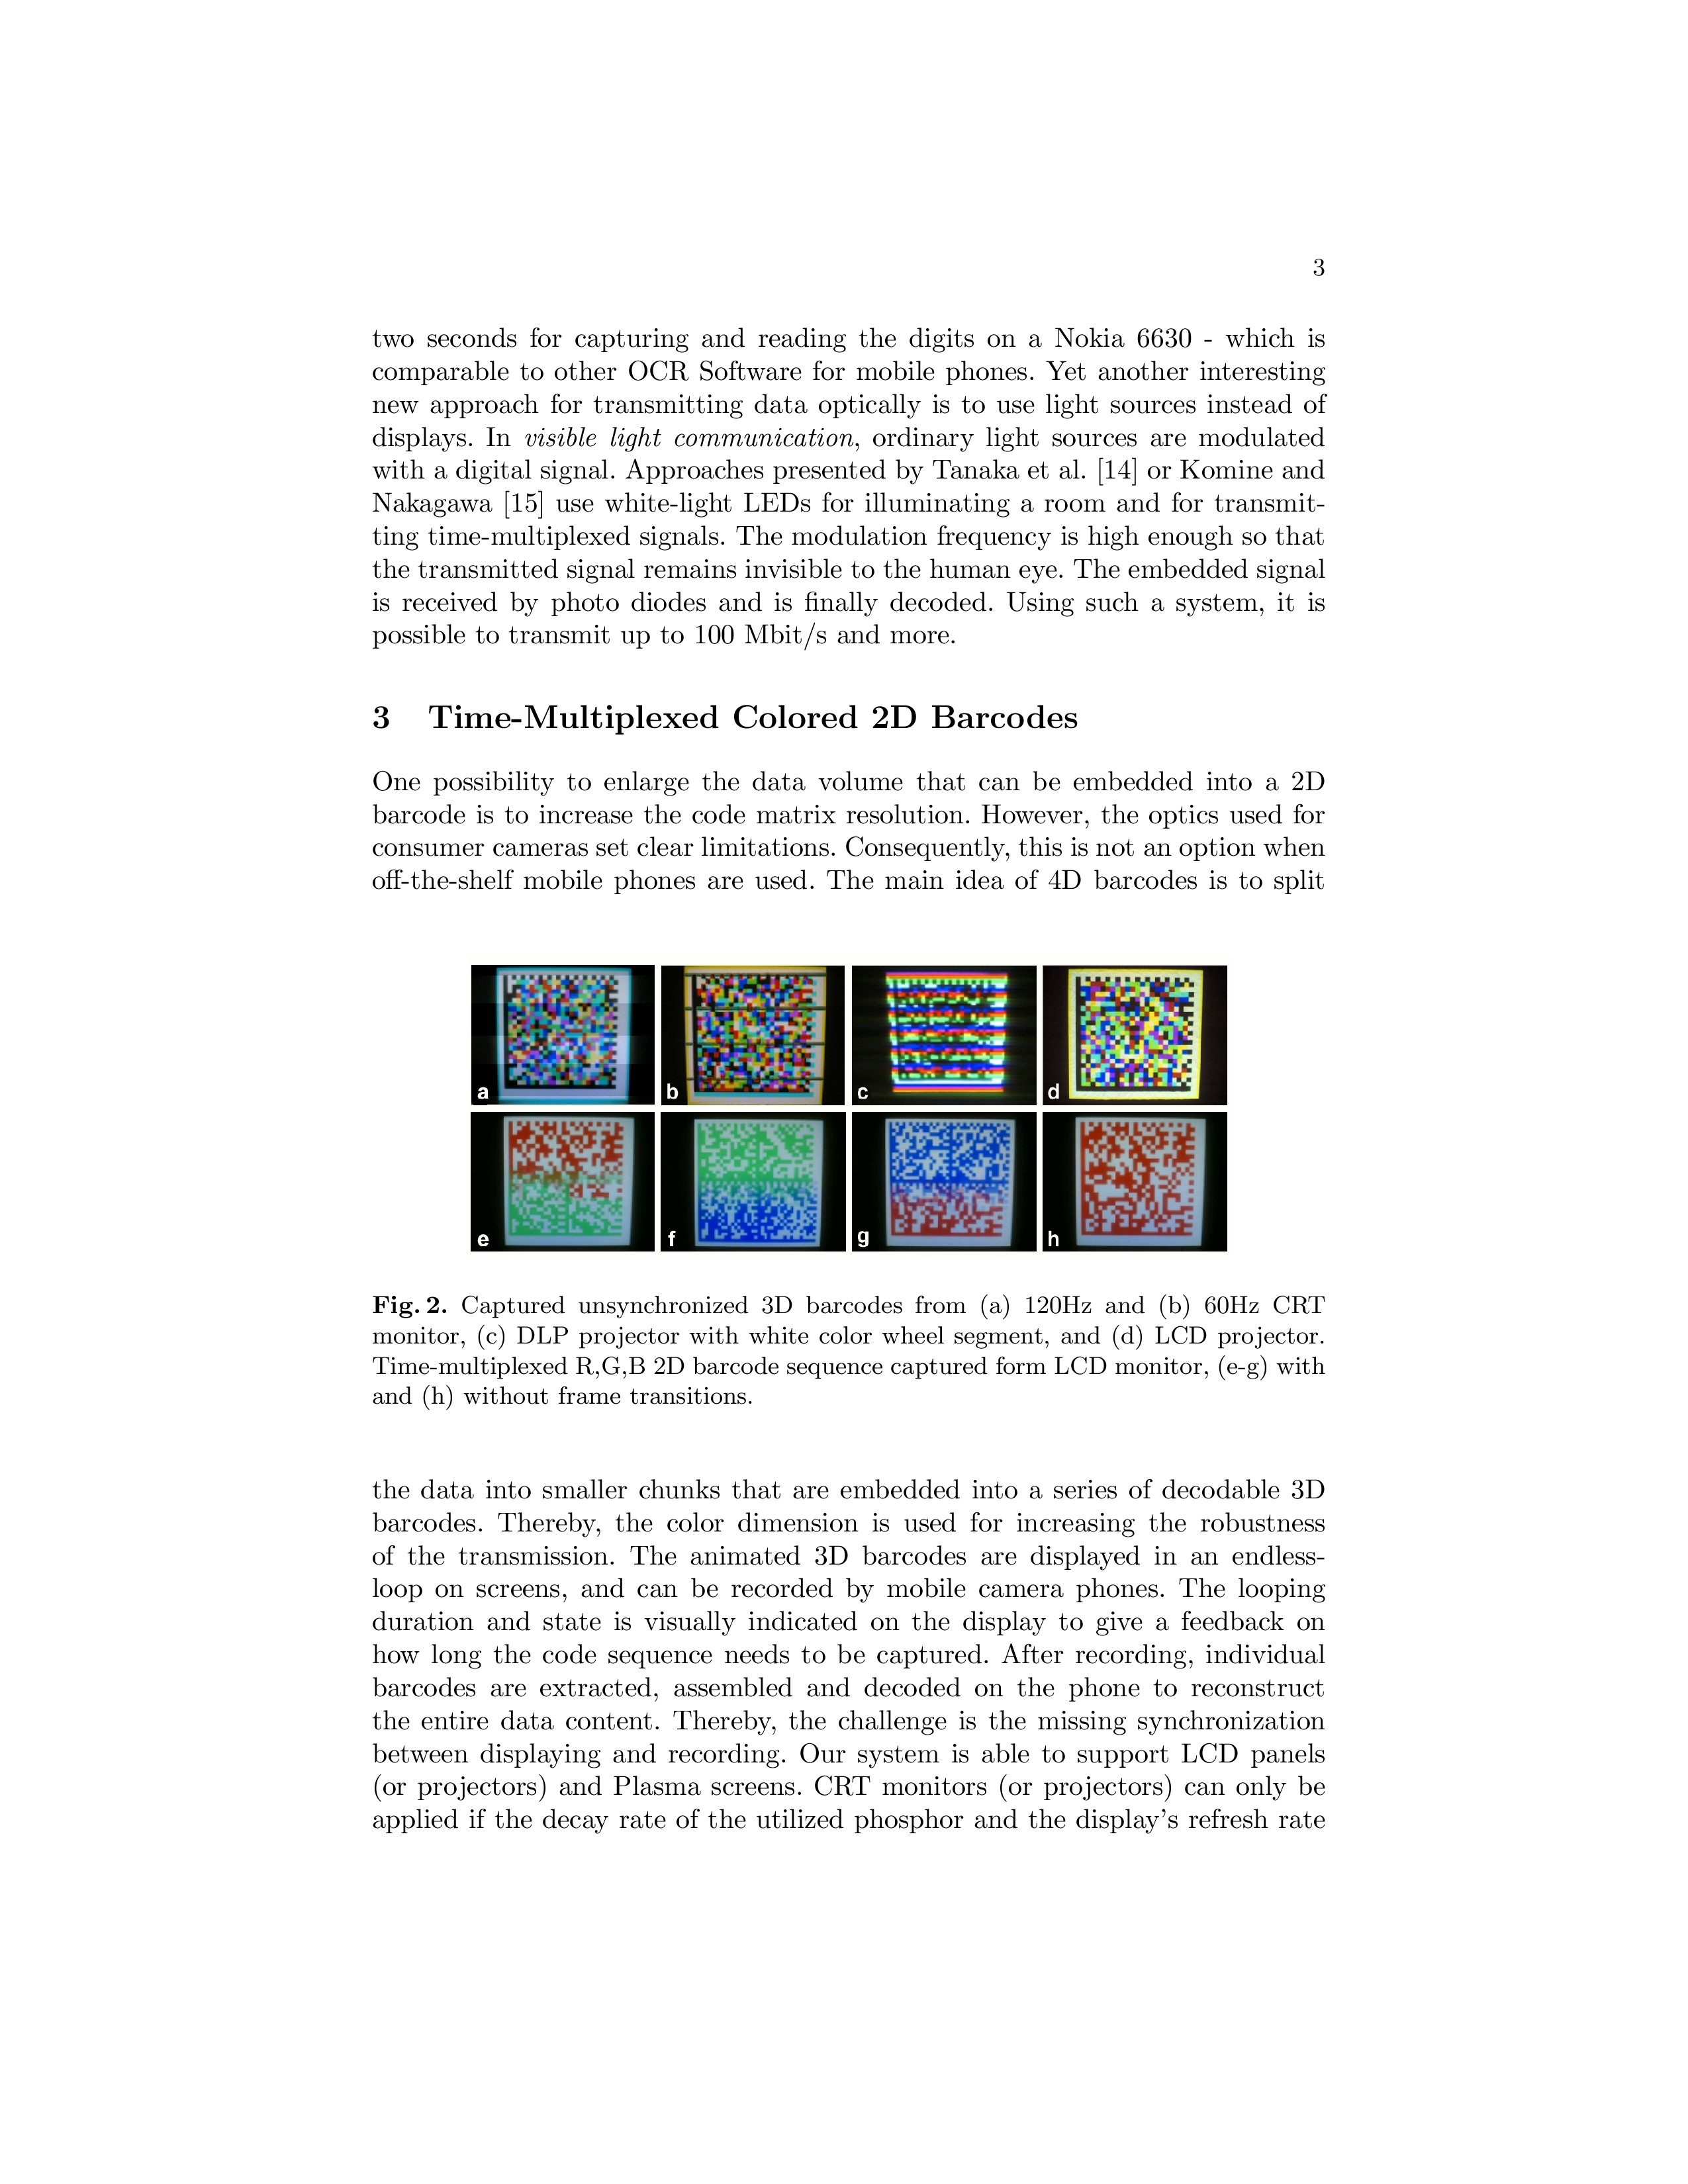 3
two seconds for capturing and reading the digits on a Nokia 6630 - which is
comparable to other OCR Software for mobile phones. Yet another interesting
new approach for transmitting data optically is to use light sources instead of
displays. In visible light communication, ordinary light sources are modulated
with a digital signal. Approaches presented by Tanaka et al. [14] or Komine and
Nakagawa [15] use white-light LEDs for illuminating a room and for transmit-
ting time-multiplexed signals. The modulation frequency is high enough so that
the transmitted signal remains invisible to the human eye. The embedded signal
is received by photo diodes and is finally decoded. Using such a system, it is
possible to transmit up to 100 Mbit/s and more.
3 Time-Multiplexed Colored 2D Barcodes
One possibility to enlarge the data volume that can be embedded into a 2D
barcode is to increase the code matrix resolution. However, the optics used for
consumer cameras set clear limitations. Consequently, this is not an option when
off-the-shelf mobile phones are used. The main idea of 4D barcodes is to split
a b c d
e f g h
Fig. 2. Captured unsynchronized 3D barcodes from (a) 120Hz and (b) 60Hz CRT
monitor, (c) DLP projector with white color wheel segment, and (d) LCD projector.
Time-multiplexed R,G,B 2D barcode sequence captured form LCD monitor, (e-g) with
and (h) without frame transitions.
the data into smaller chunks that are embedded into a series of decodable 3D
barcodes. Thereby, the color dimension is used for increasing the robustness
of the transmission. The animated 3D barcodes are displayed in an endless-
loop on screens, and can be recorded by mobile camera phones. The looping
duration and state is visually indicated on the display to give a feedback on
how long the code sequence needs to be captured. After recording, individual
barcodes are extracted, assembled and decoded on the phone to reconstruct
the entire data content. Thereby, the challenge is the missing synchronization
between displaying and recording. Our system is able to support LCD panels
(or projectors) and Plasma screens. CRT monitors (or projectors) can only be
applied if the decay rate of the utilized phosphor and the display's refresh rate